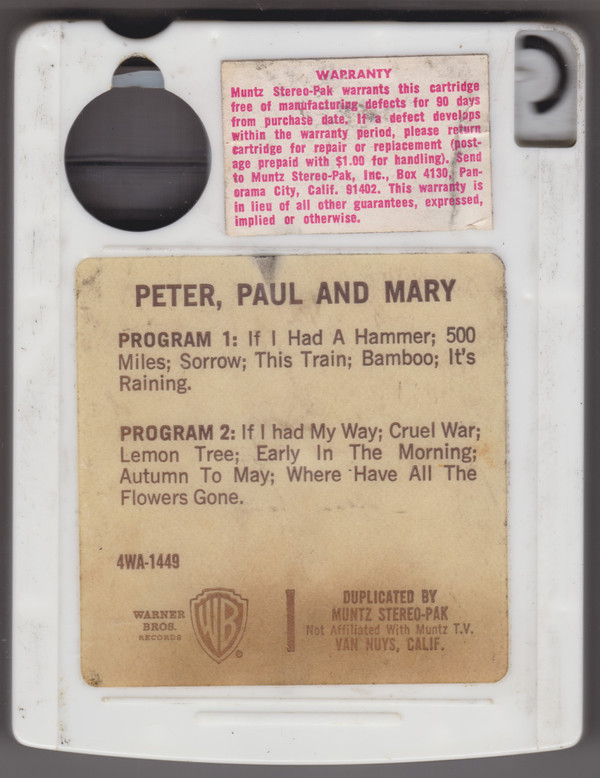 WARRANTY
Muntz Stereo-Pak warrants this cartridge
free of manufacturing defects for 90 days
from purchase date. If a defect develops
within the warranty period, please return
cartridge for repair or replacement (post-
age prepaid with $1.00 for handling). Send
to Muntz Stereo-Pak, Inc., Box 4130, Pan-
orama City, Calif. 91402. This warranty is
in lieu of all other guarantees, expressed,
implied or otherwise.
PETER, PAUL AND MARY
PROGRAM 1: If I Had A Hammer; 500
Miles; Sorrow; This Train; Bamboo; It's
Raining.
PROGRAM 2: If I had My Way; Cruel War;
Lemon Tree; Early In The Morning;
Autumn To May; Where Have All The
Flowers Gone.
4WA-1449
WARNER
BROS.
RECORDS
WB
®
DUPLICATED BY
MUNTZ STEREO-PAK
Not Affiliated With Muntz T.V.
VAN NUYS, CALIF.